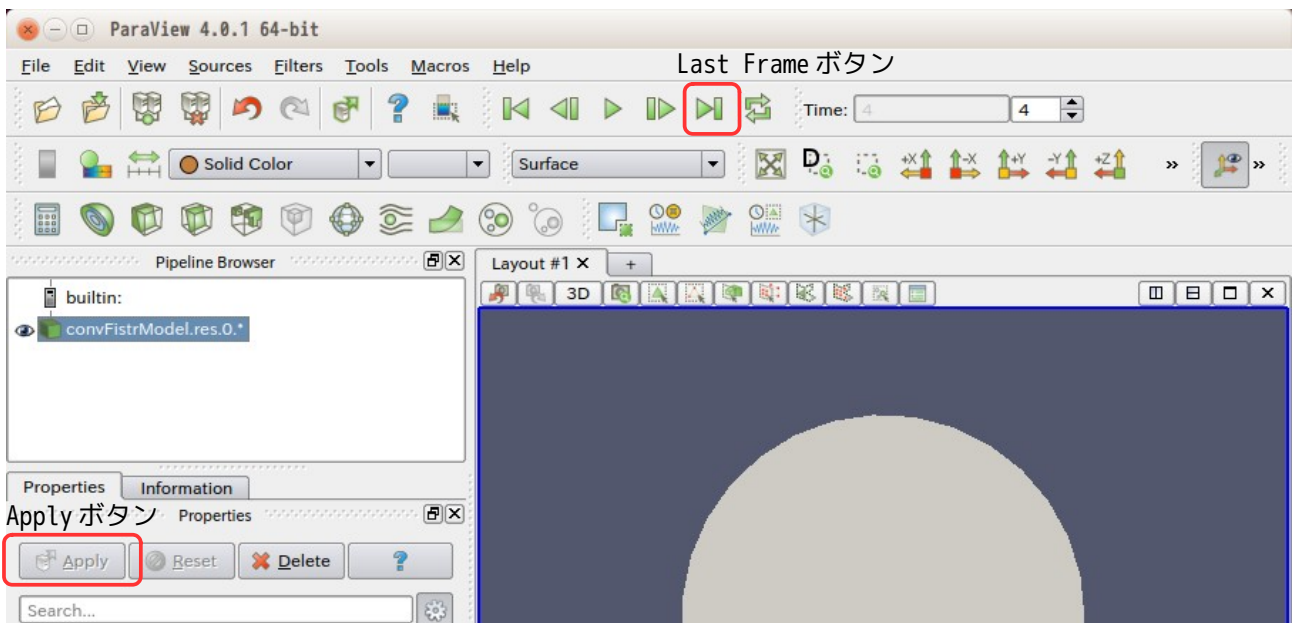 ParaView 4.0.1 64-bit
File Edit View Sources Filters Tools Macros Help
Last Frame ボタン
Time: 4 4
Solid Color Surface +X -X +Y -Y +Z » »
Pipeline Browser
Layout #1 +
builtin:
3D
convFistrModel.res.0.*
Properties Information
Apply ボタン Properties
Apply Reset Delete ?
Search...